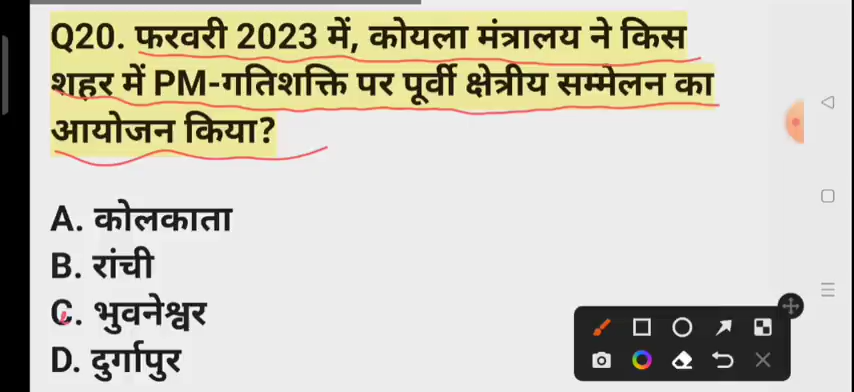 Q20. फरवरी 2023 में, कोयला मंत्रालय ने किस
शहर में PM-गतिशक्ति पर पूर्वी क्षेत्रीय सम्मेलन का
आयोजन किया?
A. कोलकाता
B. रांची
C. भुवनेश्वर
D. दुर्गापुर